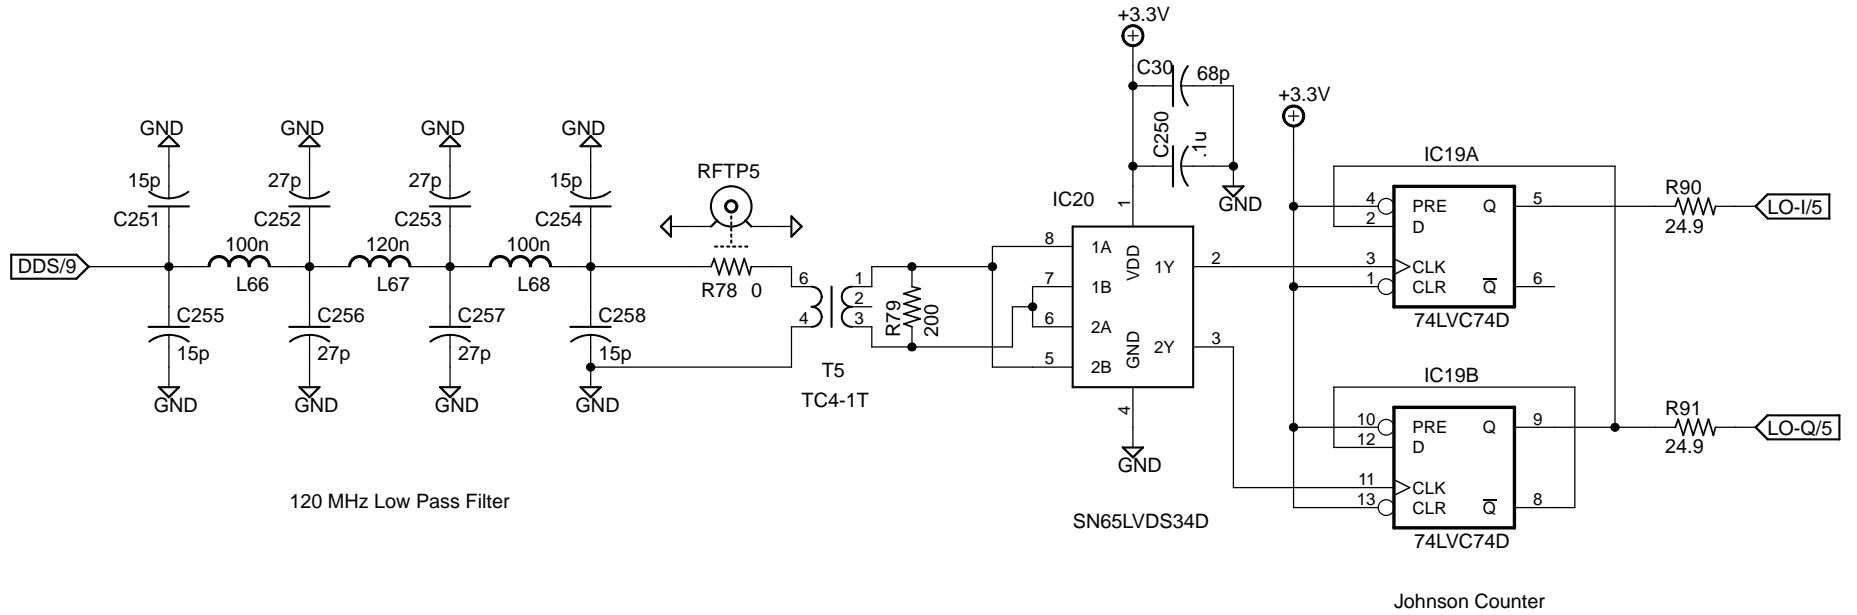 +3.3V
C30
68p
C250
.1u
GND
+3.3V
GND
GND
GND
GND
15p
C251
27p
C252
27p
C253
15p
C254
DDS/9
100n
L66
120n
L67
100n
L68
C255
15p
C256
27p
C257
27p
C258
15p
GND
GND
GND
GND
RFTP5
R78 0
6
4
1
2
3
T5
TC4-1T
R79
200
IC20
1
8
1A
7
1B
6
2A
5
2B
VDD
GND
1Y
2
2Y
3
4
GND
SN65LVDS34D
IC19A
4
PRE
Q
5
2
D
3
CLK
1
CLR
Q
6
74LVC74D
R90
24.9
LO-I/5
IC19B
10
PRE
Q
9
12
D
11
CLK
13
CLR
Q
8
74LVC74D
R91
24.9
LO-Q/5
120 MHz Low Pass Filter
Johnson Counter